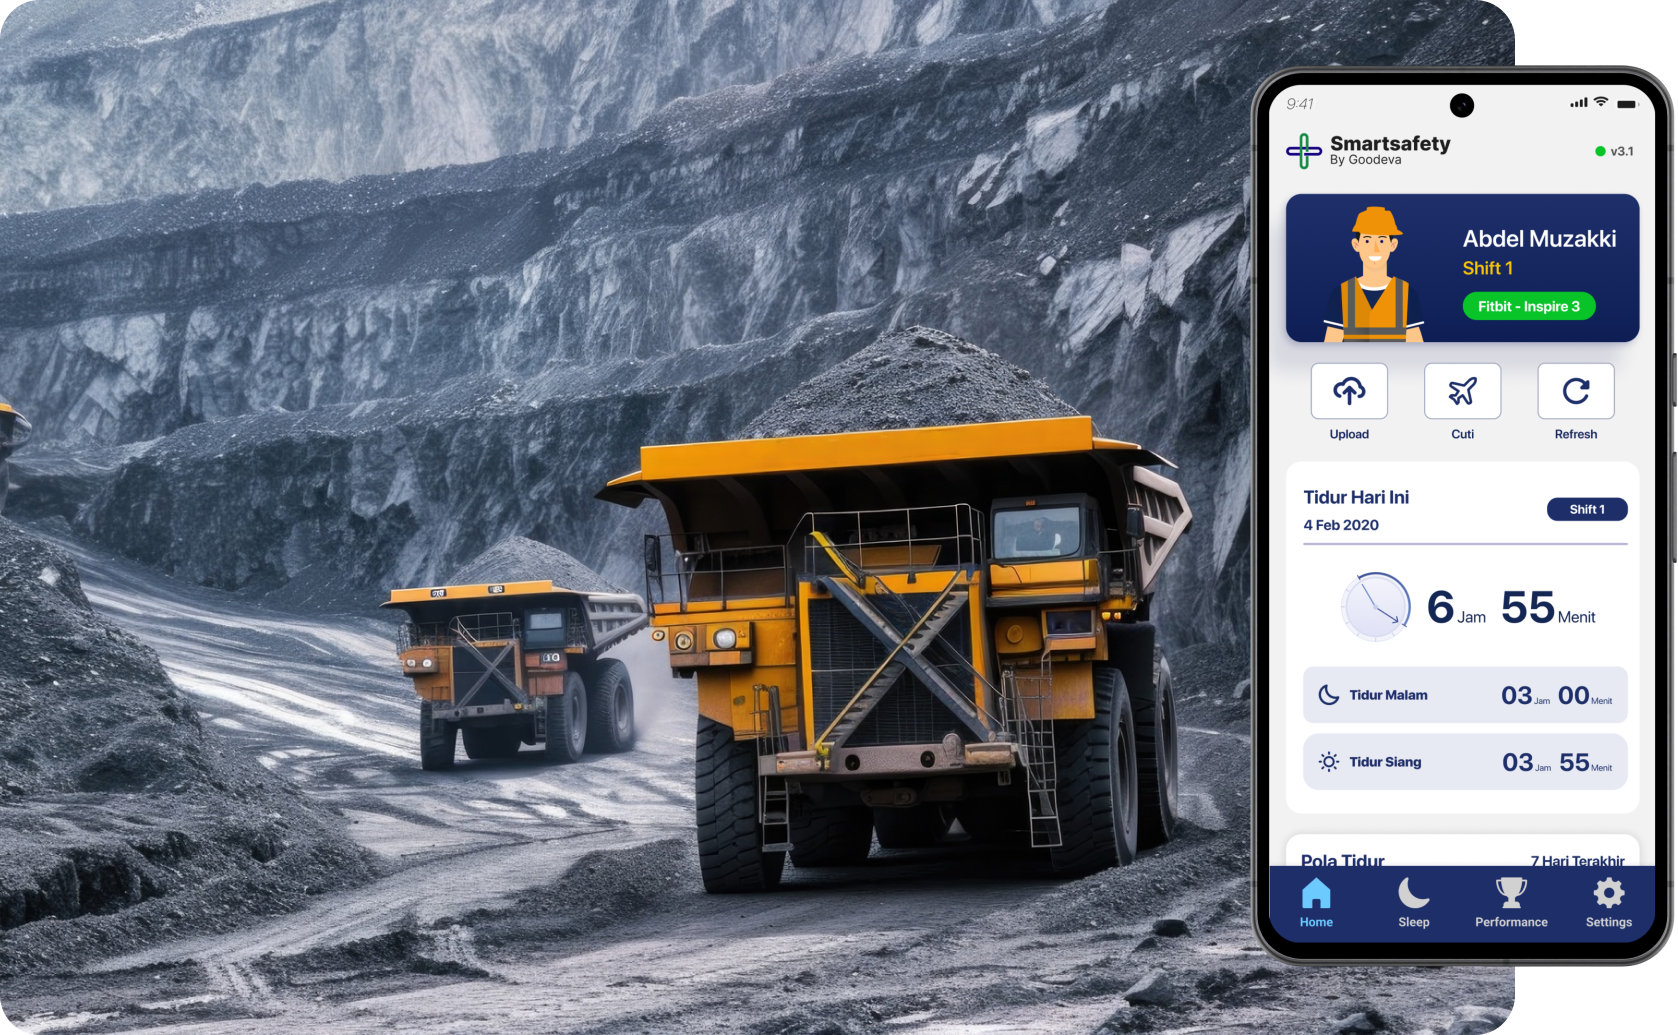 9:41
Smartsafety
By Goodeva
v3.1
Abdel Muzakki
Shift 1
Fitbit - Inspire 3
Upload
Cuti
Refresh
Tidur Hari Ini
4 Feb 2020
Shift 1
6 Jam 55 Menit
Tidur Malam
03 Jam 00 Menit
Tidur Siang
03 Jam 55 Menit
Pola Tidur
7 Hari Terakhir
Home
Sleep
Performance
Settings